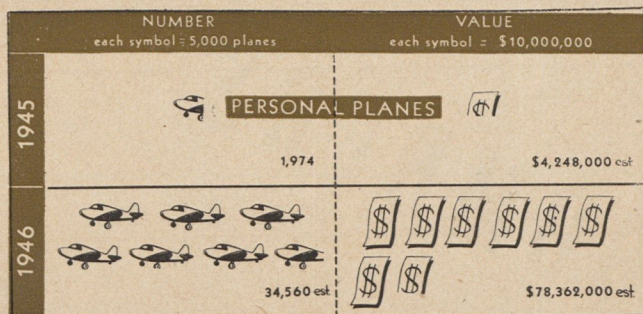 NUMBER
each symbol = 5,000 planes
VALUE
each symbol = $10,000,000
1945
PERSONAL PLANES
1,974
$4,248,000 est
1946
34,560 est
$78,362,000 est